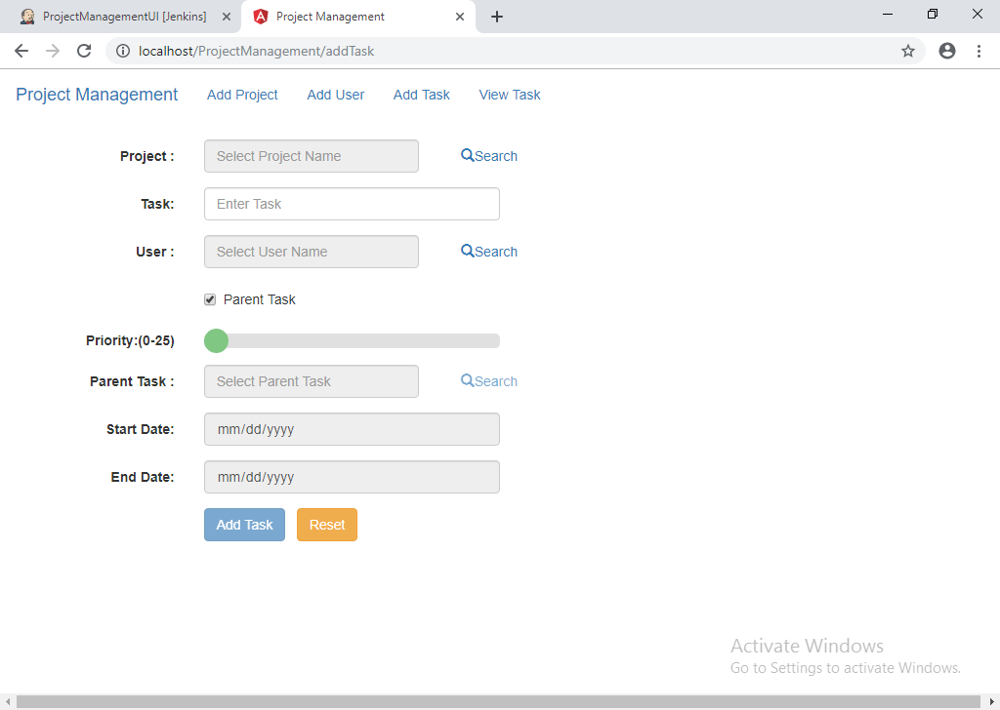 ProjectManagementUI [Jenkins]
Project Management
localhost/ProjectManagement/addTask
Project Management Add Project Add User Add Task View Task
Project : Select Project Name Search
Task: Enter Task
User : Select User Name Search
Parent Task
Priority:(0-25)
Parent Task : Select Parent Task Search
Start Date: mm/dd/yyyy
End Date: mm/dd/yyyy
Add Task Reset
Activate Windows
Go to Settings to activate Windows.